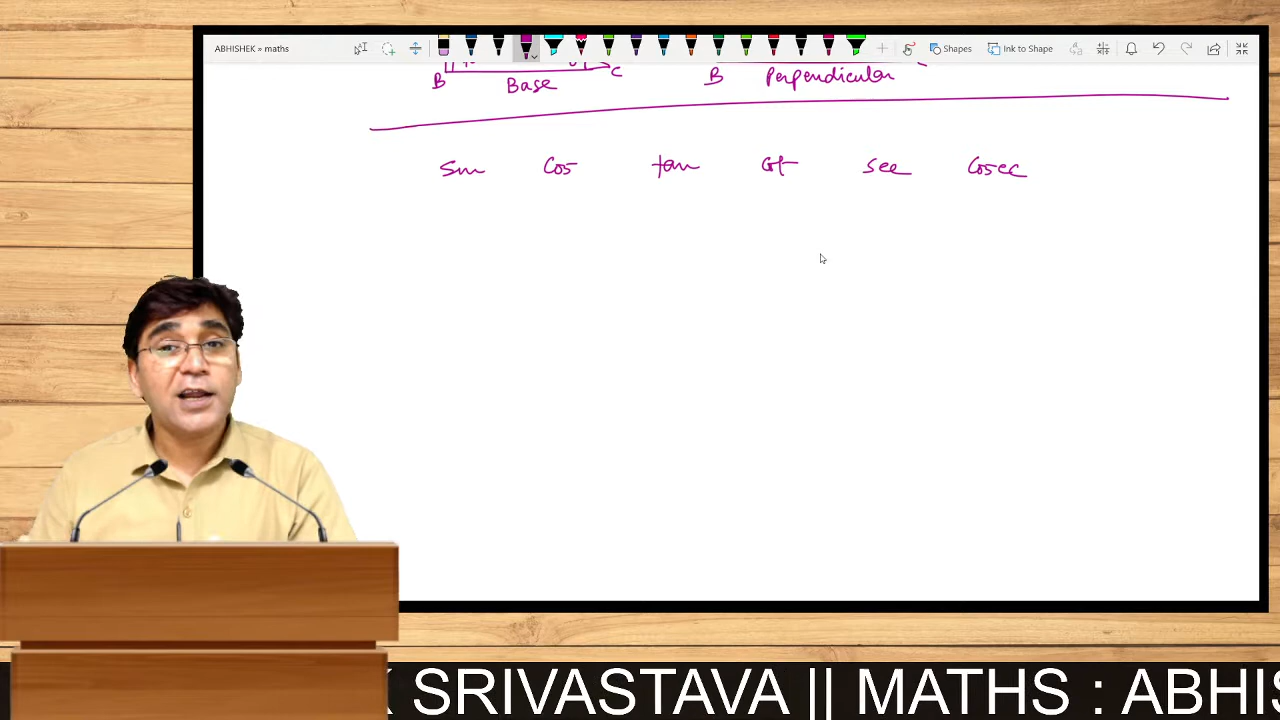 ABHISHEK » maths
Shapes
Ink to Shape
B Base C
B Perpendicular
Sin Cos tan Cot sec Cosec
SRIVASTAVA || MATHS : ABHIS